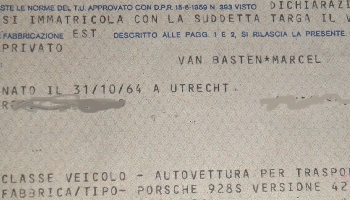 STE LE NORME DEL T.U. APPROVATO CON D.P.R. 15-6-1959 N. 393 VISTO DICHIARAZI
SI IMMATRICOLA CON LA SUDDETTA TARGA IL V
FABBRICAZIONE EST DESCRITTO ALLE PAGG. 1 E 2, SI RILASCIA LA PRESENTE
PRIVATO
VAN BASTEN*MARCEL
NATO IL 31/10/64 A UTRECHT.
CLASSE VEICOLO - AUTOVETTURA PER TRASPO
FABBRICA/TIPO- PORSCHE 928S VERSIONE 42